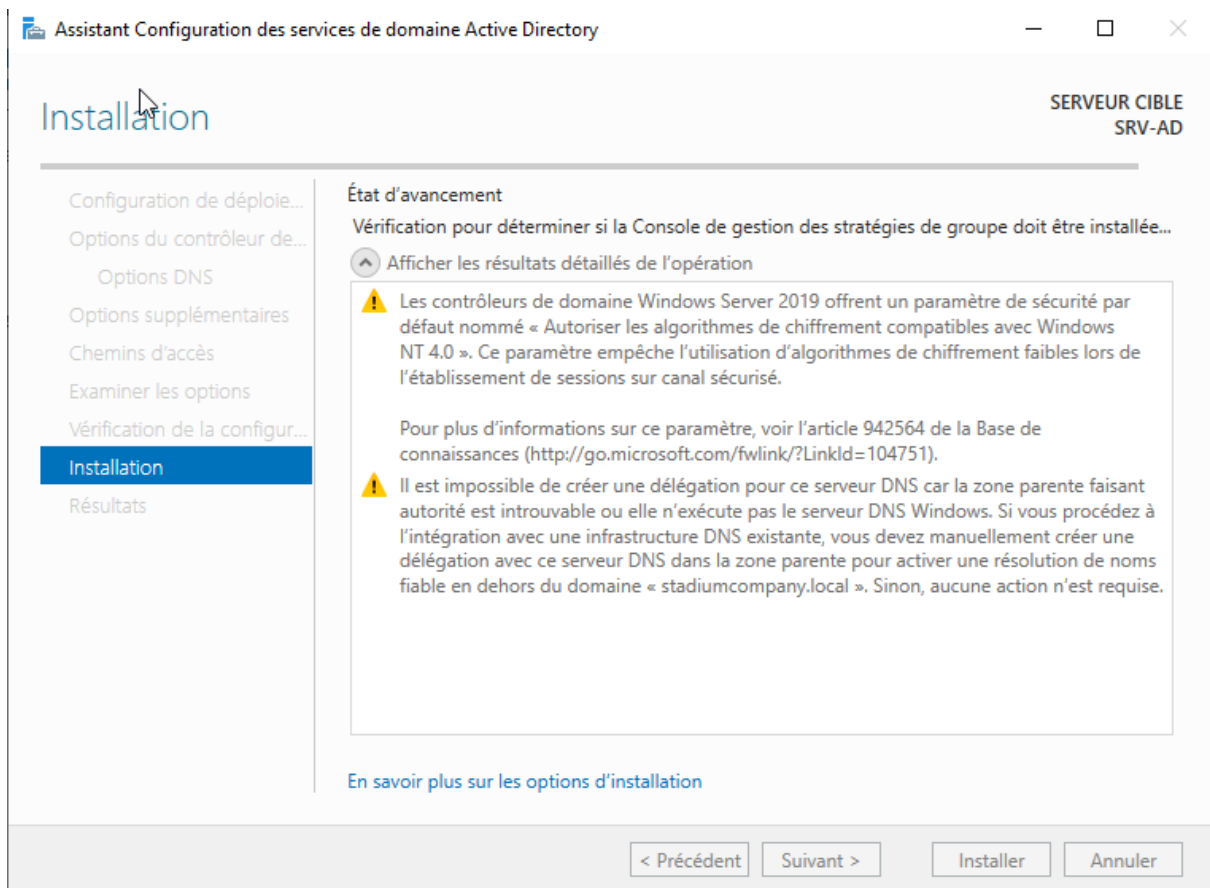 Assistant Configuration des services de domaine Active Directory
Installation
SERVEUR CIBLE
SRV-AD
Configuration de déploie...
Options du contrôleur de...
Options DNS
Options supplémentaires
Chemins d'accès
Examiner les options
Vérification de la configur...
Installation
Résultats
État d'avancement
Vérification pour déterminer si la Console de gestion des stratégies de groupe doit être installée...
Afficher les résultats détaillés de l'opération
Les contrôleurs de domaine Windows Server 2019 offrent un paramètre de sécurité par
défaut nommé « Autoriser les algorithmes de chiffrement compatibles avec Windows
NT 4.0 ». Ce paramètre empêche l'utilisation d'algorithmes de chiffrement faibles lors de
l'établissement de sessions sur canal sécurisé.
Pour plus d'informations sur ce paramètre, voir l'article 942564 de la Base de
connaissances (http://go.microsoft.com/fwlink/?LinkId=104751).
Il est impossible de créer une délégation pour ce serveur DNS car la zone parente faisant
autorité est introuvable ou elle n'exécute pas le serveur DNS Windows. Si vous procédez à
l'intégration avec une infrastructure DNS existante, vous devez manuellement créer une
délégation avec ce serveur DNS dans la zone parente pour activer une résolution de noms
fiable en dehors du domaine « stadiumcompany.local ». Sinon, aucune action n'est requise.
En savoir plus sur les options d'installation
< Précédent
Suivant >
Installer
Annuler